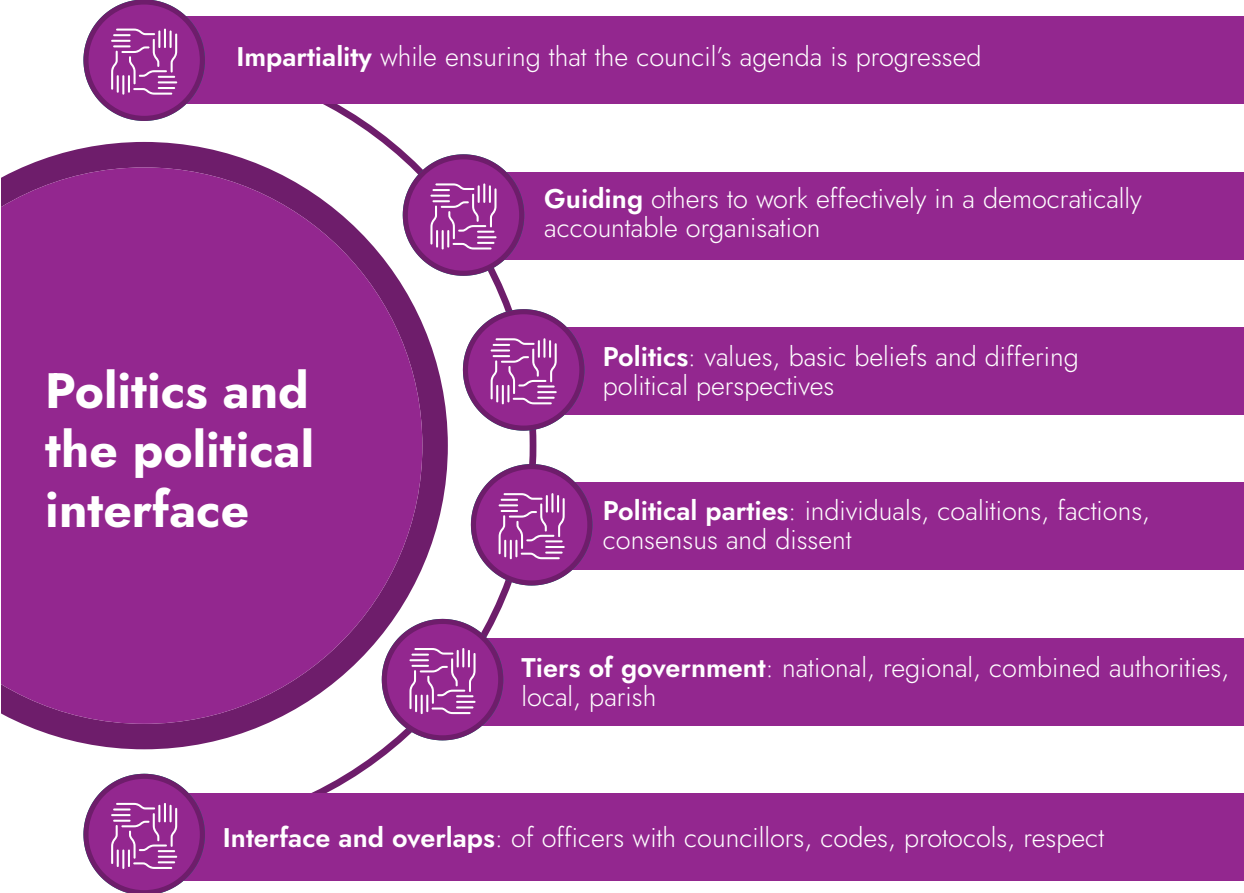 Impartiality while ensuring that the council’s agenda is progressed
Guiding others to work effectively in a democratically
accountable organisation
Politics: values, basic beliefs and differing
political perspectives
Politics and
the political
interface
Political parties: individuals, coalitions, factions,
consensus and dissent
Tiers of government: national, regional, combined authorities,
local, parish
Interface and overlaps: of officers with councillors, codes, protocols, respect